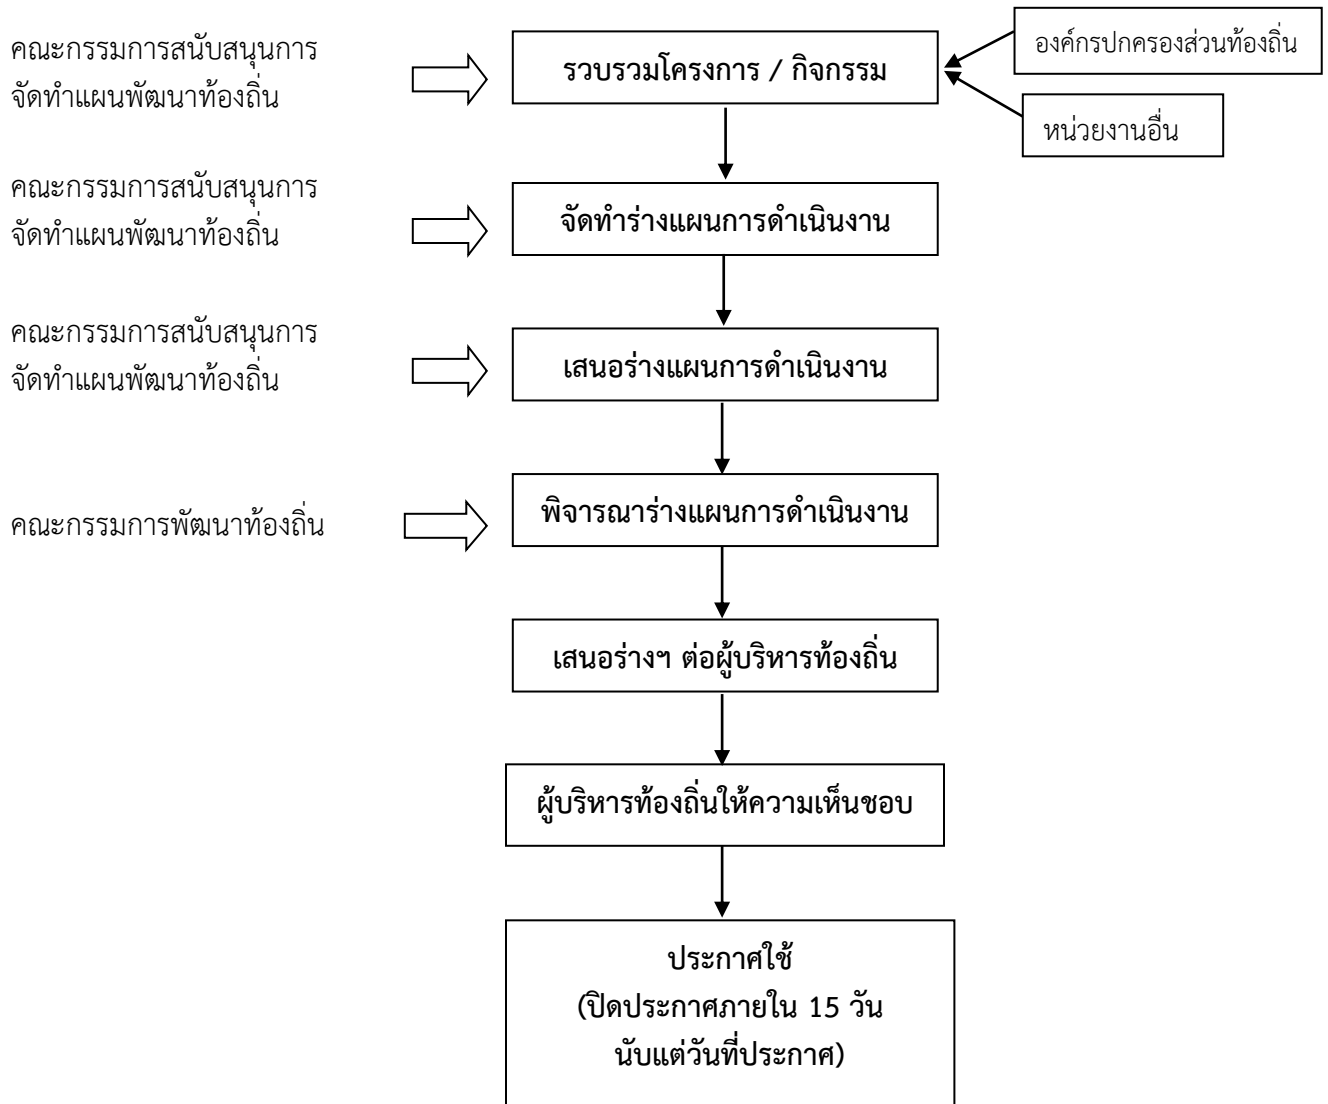 คณะกรรมการสนับสนุนการ
จัดทำแผนพัฒนาท้องถิ่น
รวบรวมโครงการ / กิจกรรม
องค์กรปกครองส่วนท้องถิ่น
หน่วยงานอื่น
คณะกรรมการสนับสนุนการ
จัดทำแผนพัฒนาท้องถิ่น
จัดทำร่างแผนการดำเนินงาน
คณะกรรมการสนับสนุนการ
จัดทำแผนพัฒนาท้องถิ่น
เสนอร่างแผนการดำเนินงาน
คณะกรรมการพัฒนาท้องถิ่น
พิจารณาร่างแผนการดำเนินงาน
เสนอร่างฯ ต่อผู้บริหารท้องถิ่น
ผู้บริหารท้องถิ่นให้ความเห็นชอบ
ประกาศใช้
(ปิดประกาศภายใน 15 วัน
นับแต่วันที่ประกาศ)